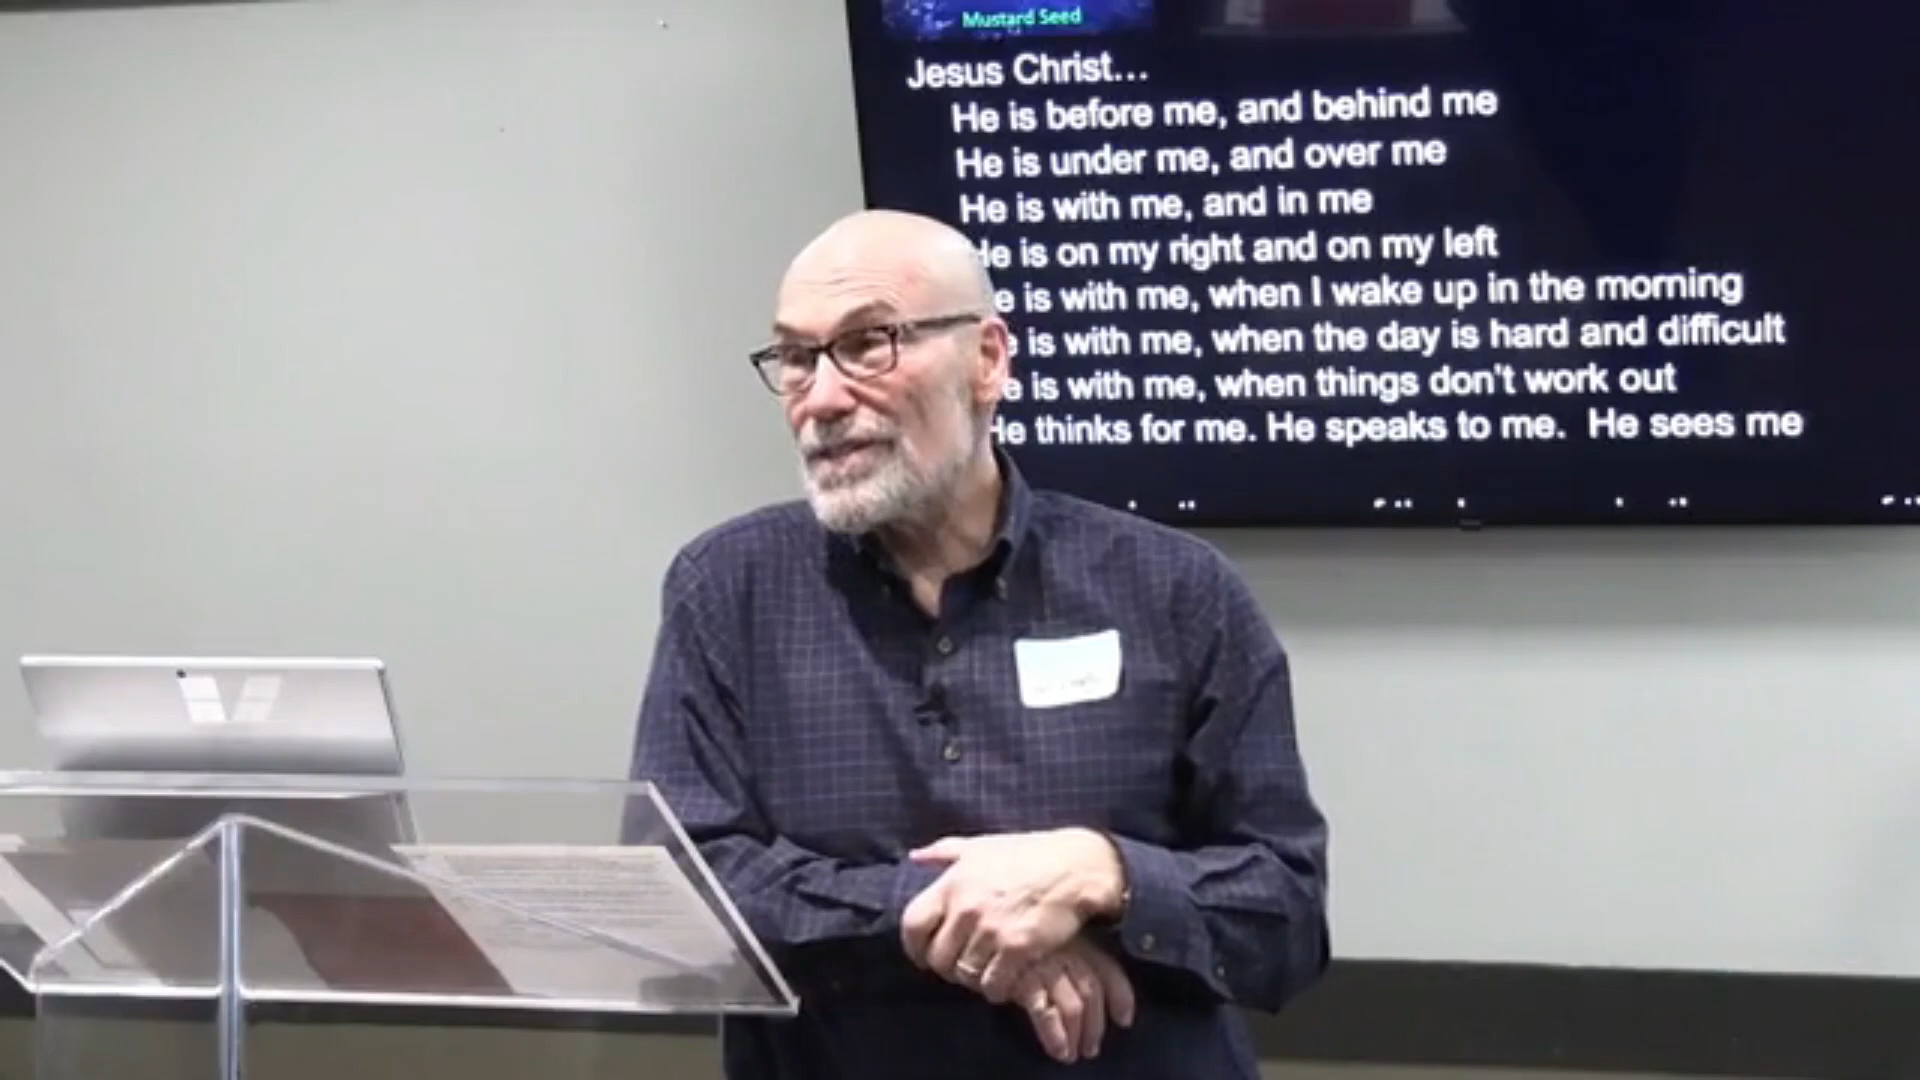 Mustard Seed
Jesus Christ...
He is before me, and behind me
He is under me, and over me
He is with me, and in me
He is on my right and on my left
e is with me, when I wake up in the morning
e is with me, when the day is hard and difficult
e is with me, when things don't work out
He thinks for me. He speaks to me. He sees me